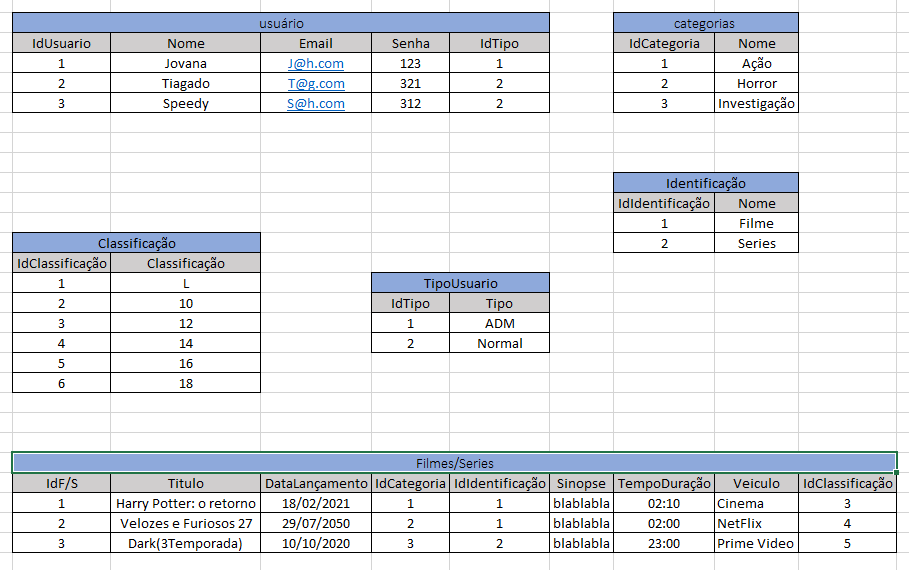 usuário
IdUsuario Nome Email Senha IdTipo
1 Jovana J@h.com 123 1
2 Tiagado T@g.com 321 2
3 Speedy S@h.com 312 2
categorias
IdCategoria Nome
1 Ação
2 Horror
3 Investigação
Identificação
IdIdentificação Nome
1 Filme
2 Series
Classificação
IdClassificação Classificação
1 L
2 10
3 12
4 14
5 16
6 18
TipoUsuario
IdTipo Tipo
1 ADM
2 Normal
Filmes/Series
IdF/S Titulo DataLançamento IdCategoria IdIdentificação Sinopse TempoDuração Veiculo IdClassificação
1 Harry Potter: o retorno 18/02/2021 1 1 blablabla 02:10 Cinema 3
2 Velozes e Furiosos 27 29/07/2050 2 1 blablabla 02:00 NetFlix 4
3 Dark(3Temporada) 10/10/2020 3 2 blablabla 23:00 Prime Video 5